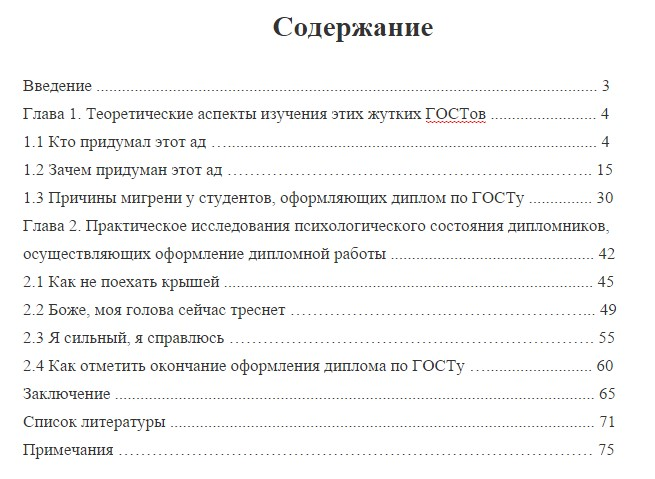 Содержание
Введение ........................................................................................................................ 3
Глава 1. Теоретические аспекты изучения этих жутких ГОСТов ......................... 4
1.1 Кто придумал этот ад …......................................................................................... 4
1.2 Зачем придуман этот ад ………………………………………………………. 15
1.3 Причины мигрени у студентов, оформляющих диплом по ГОСТу ............... 30
Глава 2. Практическое исследования психологического состояния дипломников,
осуществляющих оформление дипломной работы ................................................. 42
2.1 Как не поехать крышей ......................................................................................... 45
2.2 Боже, моя голова сейчас треснет ……………………………………………... 49
2.3 Я сильный, я справлюсь ………………………………………………………. 55
2.4 Как отметить окончание оформления диплома по ГОСТу …......................... 60
Заключение .................................................................................................................. 65
Список литературы ..................................................................................................... 71
Примечания …………………………………………………………………………. 75